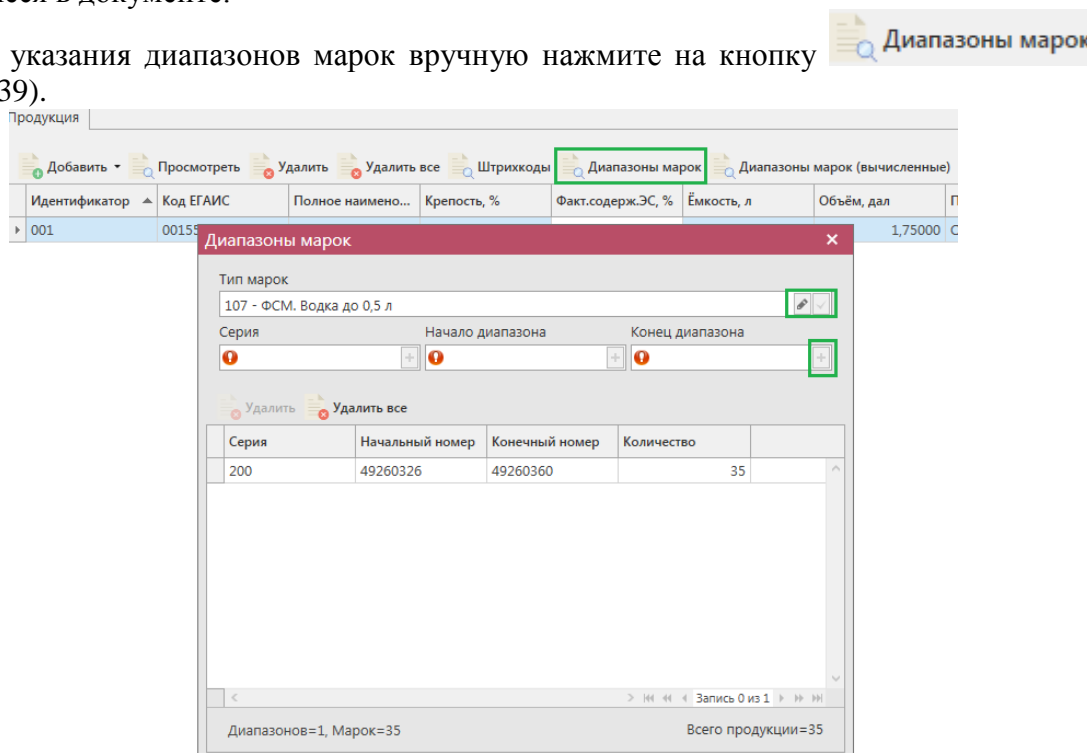 в документе.
указания диапазонов марок вручную нажмите на кнопку Диапазоны марок
39).
Продукция
Добавить Просмотреть Удалить Удалить все Штрихкоды Диапазоны марок Диапазоны марок (вычисленные)
Идентификатор Код ЕГАИС Полное наимено... Крепость, % Факт.содерж.ЭС, % Ёмкость, л Объём, дал
001 00155 1,75000
Диапазоны марок
Тип марок
107 - ФСМ. Водка до 0,5 л
Серия Начало диапазона Конец диапазона
Удалить Удалить все
Серия Начальный номер Конечный номер Количество
200 49260326 49260360 35
Запись 0 из 1
Диапазонов=1, Марок=35 Всего продукции=35